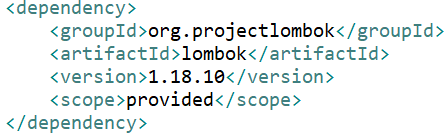 <dependency>
    <groupId>org.projectlombok</groupId>
    <artifactId>lombok</artifactId>
    <version>1.18.10</version>
    <scope>provided</scope>
</dependency>